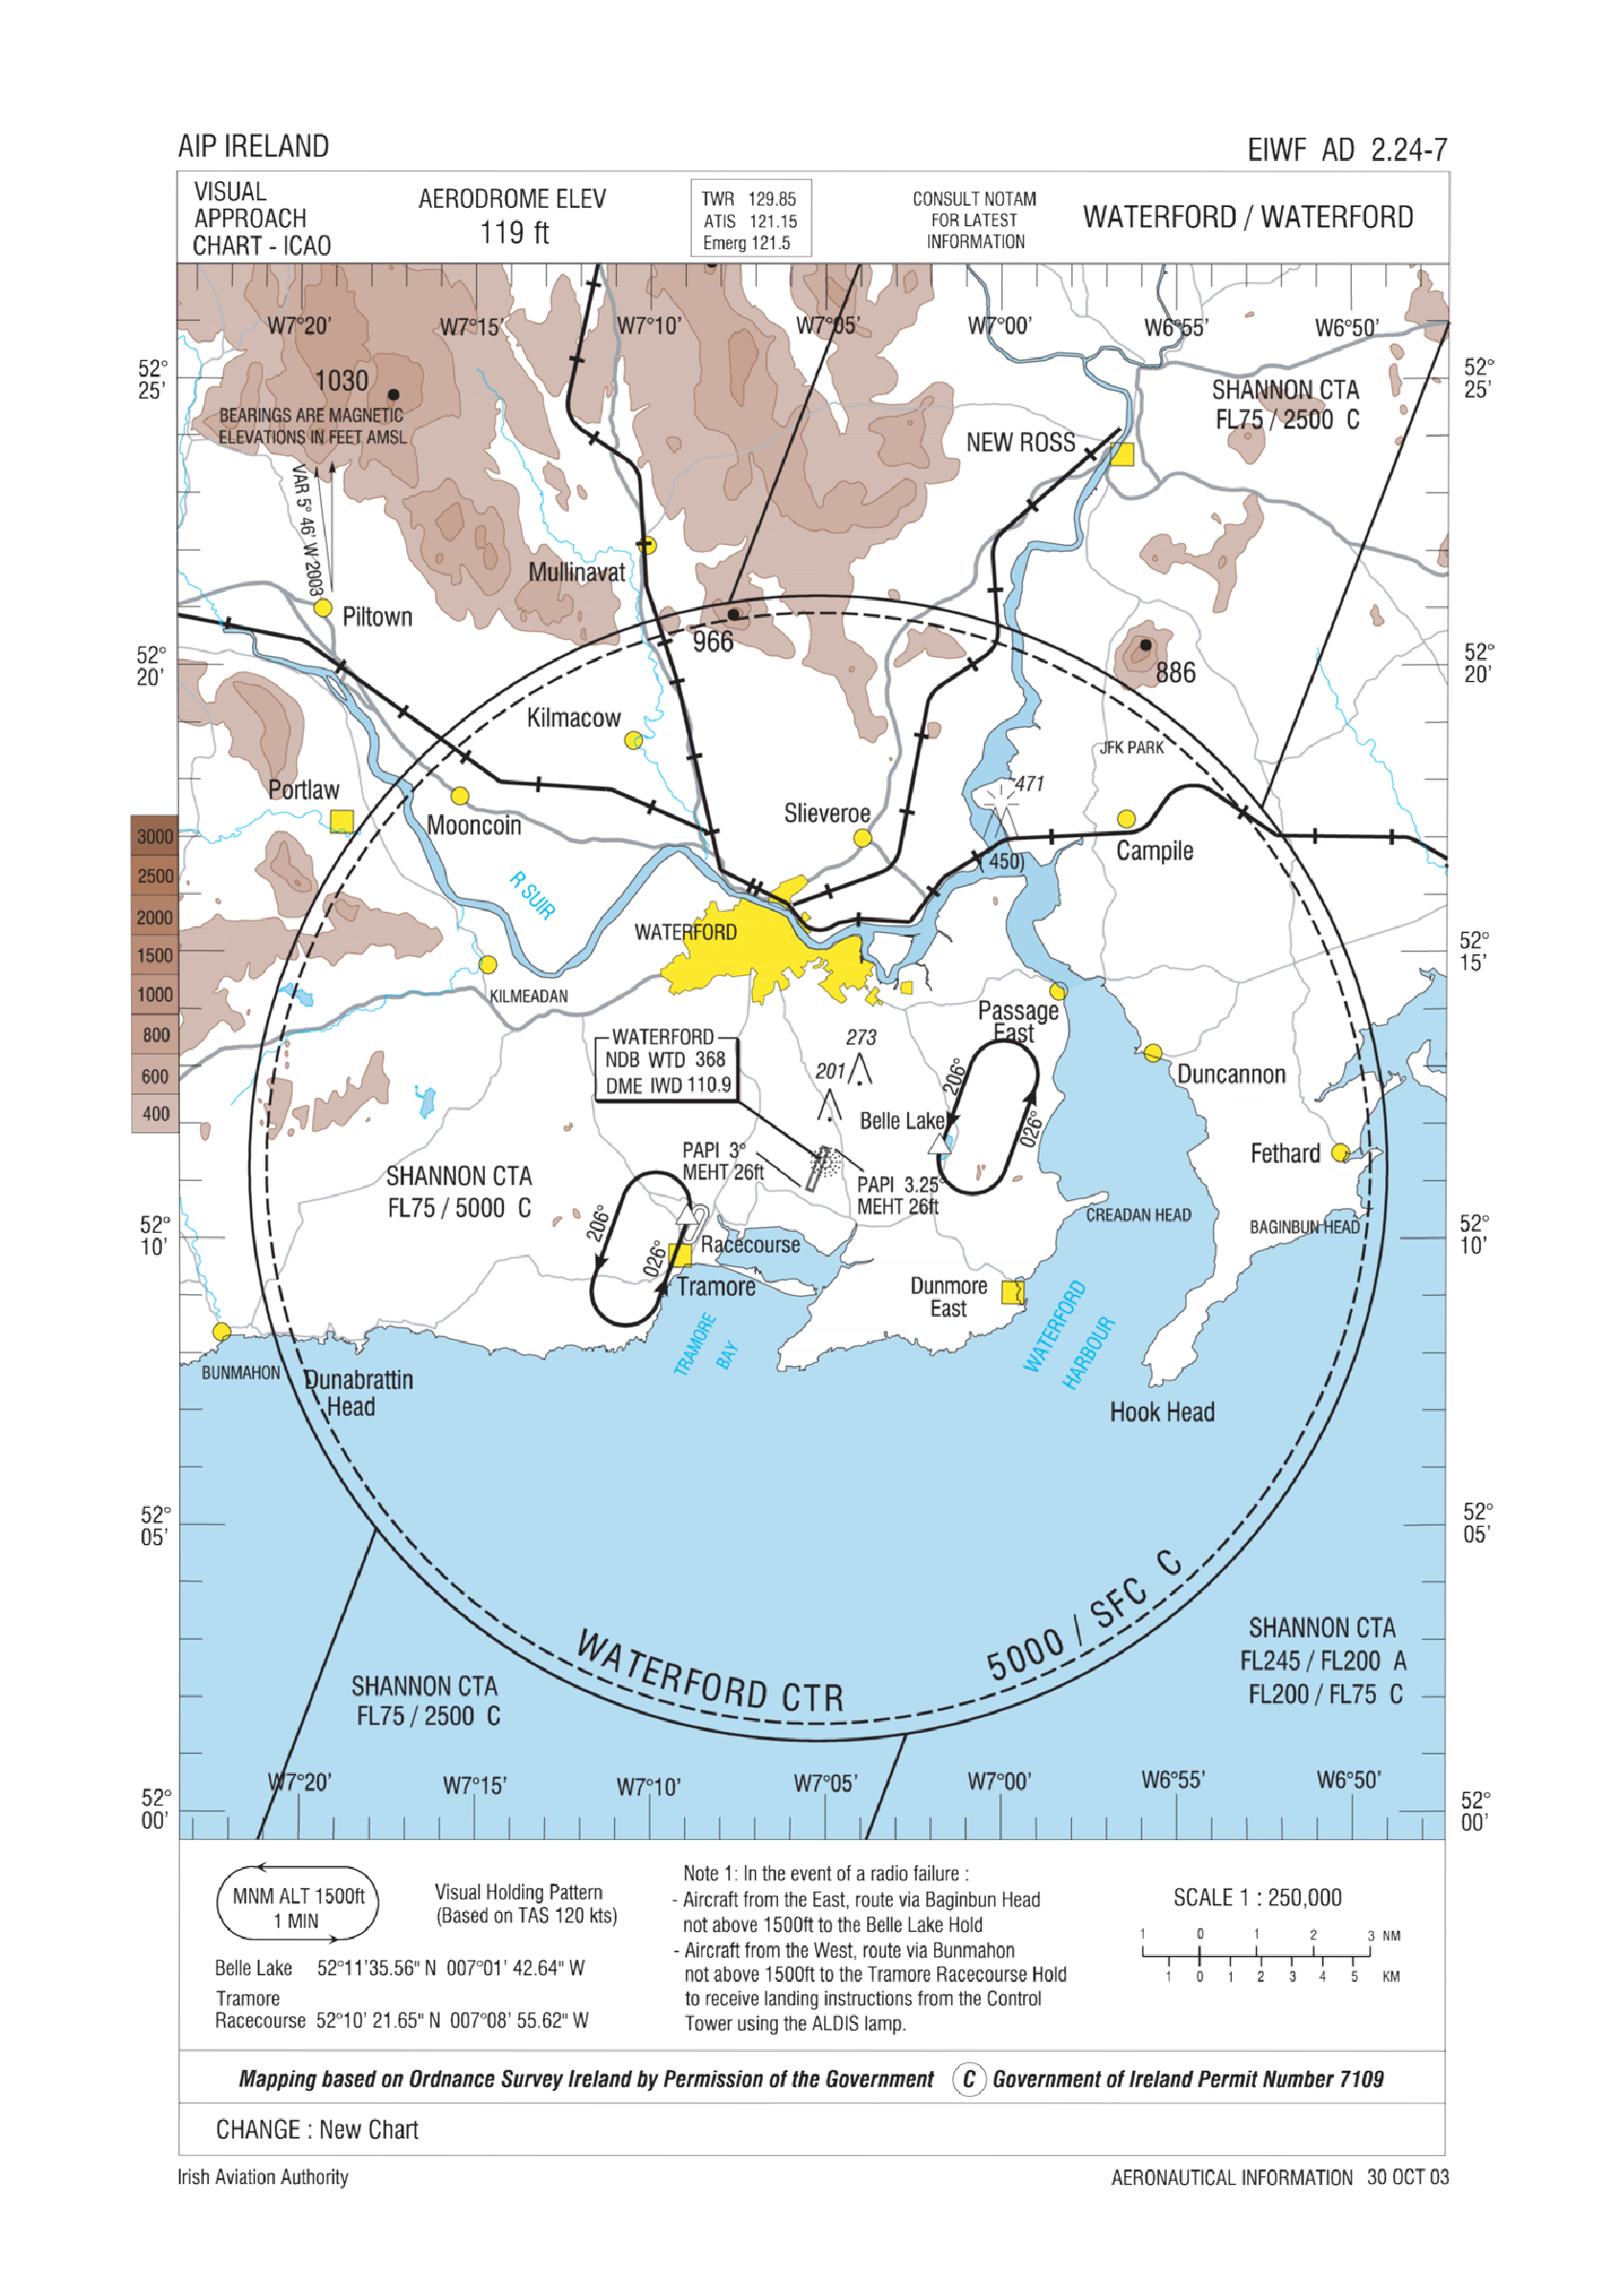 AIP IRELAND
EIWF AD 2.24-7
VISUAL
APPROACH
CHART - ICAO
AERODROME ELEV
119 ft
TWR 129.85
ATIS 121.15
Emerg 121.5
CONSULT NOTAM
FOR LATEST
INFORMATION
WATERFORD / WATERFORD
W7°20'
W7°15'
W7°10'
W7°05'
W7°00'
W6°55'
W6°50'
52°
25'
52°
25'
1030
BEARINGS ARE MAGNETIC
ELEVATIONS IN FEET AMSL
VAR 5° 46' W 2003
SHANNON CTA
FL75 / 2500 C
NEW ROSS
Mullinavat
Piltown
966
886
52°
20'
52°
20'
Kilmacow
JFK PARK
Portlaw
Mooncoin
Slieveroe
471
(450)
Campile
3000
2500
2000
1500
1000
800
600
400
R SUIR
WATERFORD
52°
15'
KILMEADAN
Passage
East
WATERFORD
NDB WTD 368
DME IWD 110.9
273
201
206°
026°
Duncannon
Belle Lake
PAPI 3°
MEHT 26ft
PAPI 3.25°
MEHT 26ft
Fethard
SHANNON CTA
FL75 / 5000 C
206°
026°
CREADAN HEAD
BAGINBUN HEAD
52°
10'
52°
10'
Racecourse
Tramore
Dunmore
East
TRAMORE
BAY
WATERFORD
HARBOUR
BUNMAHON
Dunabrattin
Head
Hook Head
52°
05'
52°
05'
WATERFORD CTR
5000 / SFC C
SHANNON CTA
FL75 / 2500 C
SHANNON CTA
FL245 / FL200 A
FL200 / FL75 C
W7°20'
W7°15'
W7°10'
W7°05'
W7°00'
W6°55'
W6°50'
52°
00'
52°
00'
MNM ALT 1500ft
1 MIN
Visual Holding Pattern
(Based on TAS 120 kts)
Belle Lake 52°11'35.56" N 007°01' 42.64" W
Tramore
Racecourse 52°10' 21.65" N 007°08' 55.62" W
Note 1: In the event of a radio failure :
- Aircraft from the East, route via Baginbun Head
not above 1500ft to the Belle Lake Hold
- Aircraft from the West, route via Bunmahon
not above 1500ft to the Tramore Racecourse Hold
to receive landing instructions from the Control
Tower using the ALDIS lamp.
SCALE 1 : 250,000
1 0 1 2 3 NM
1 0 1 2 3 4 5 KM
Mapping based on Ordnance Survey Ireland by Permission of the Government © Government of Ireland Permit Number 7109
CHANGE : New Chart
Irish Aviation Authority
AERONAUTICAL INFORMATION 30 OCT 03